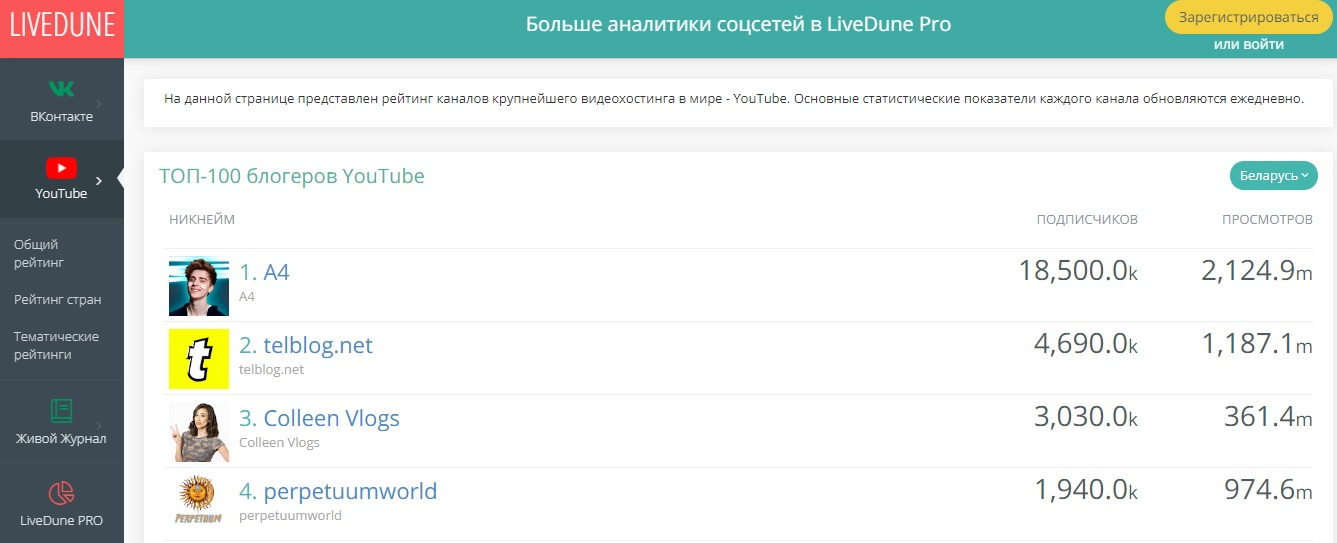 LIVEDUNE
Больше аналитики соцсетей в LiveDune Pro
Зарегистрироваться
или войти
ВКонтакте
YouTube
Общий
рейтинг
Рейтинг стран
Тематические
рейтинги
Живой Журнал
LiveDune PRO
На данной странице представлен рейтинг каналов крупнейшего видеохостинга в мире - YouTube. Основные статистические показатели каждого канала обновляются ежедневно.
ТОП-100 блогеров YouTube
Беларусь
НИКНЕЙМ ПОДПИСЧИКОВ ПРОСМОТРОВ
1. A4 18,500.0k 2,124.9m
A4
t
2. telblog.net 4,690.0k 1,187.1m
telblog.net
3. Colleen Vlogs 3,030.0k 361.4m
Colleen Vlogs
4. perpetuumworld 1,940.0k 974.6m
perpetuumworld
PERPETUUM